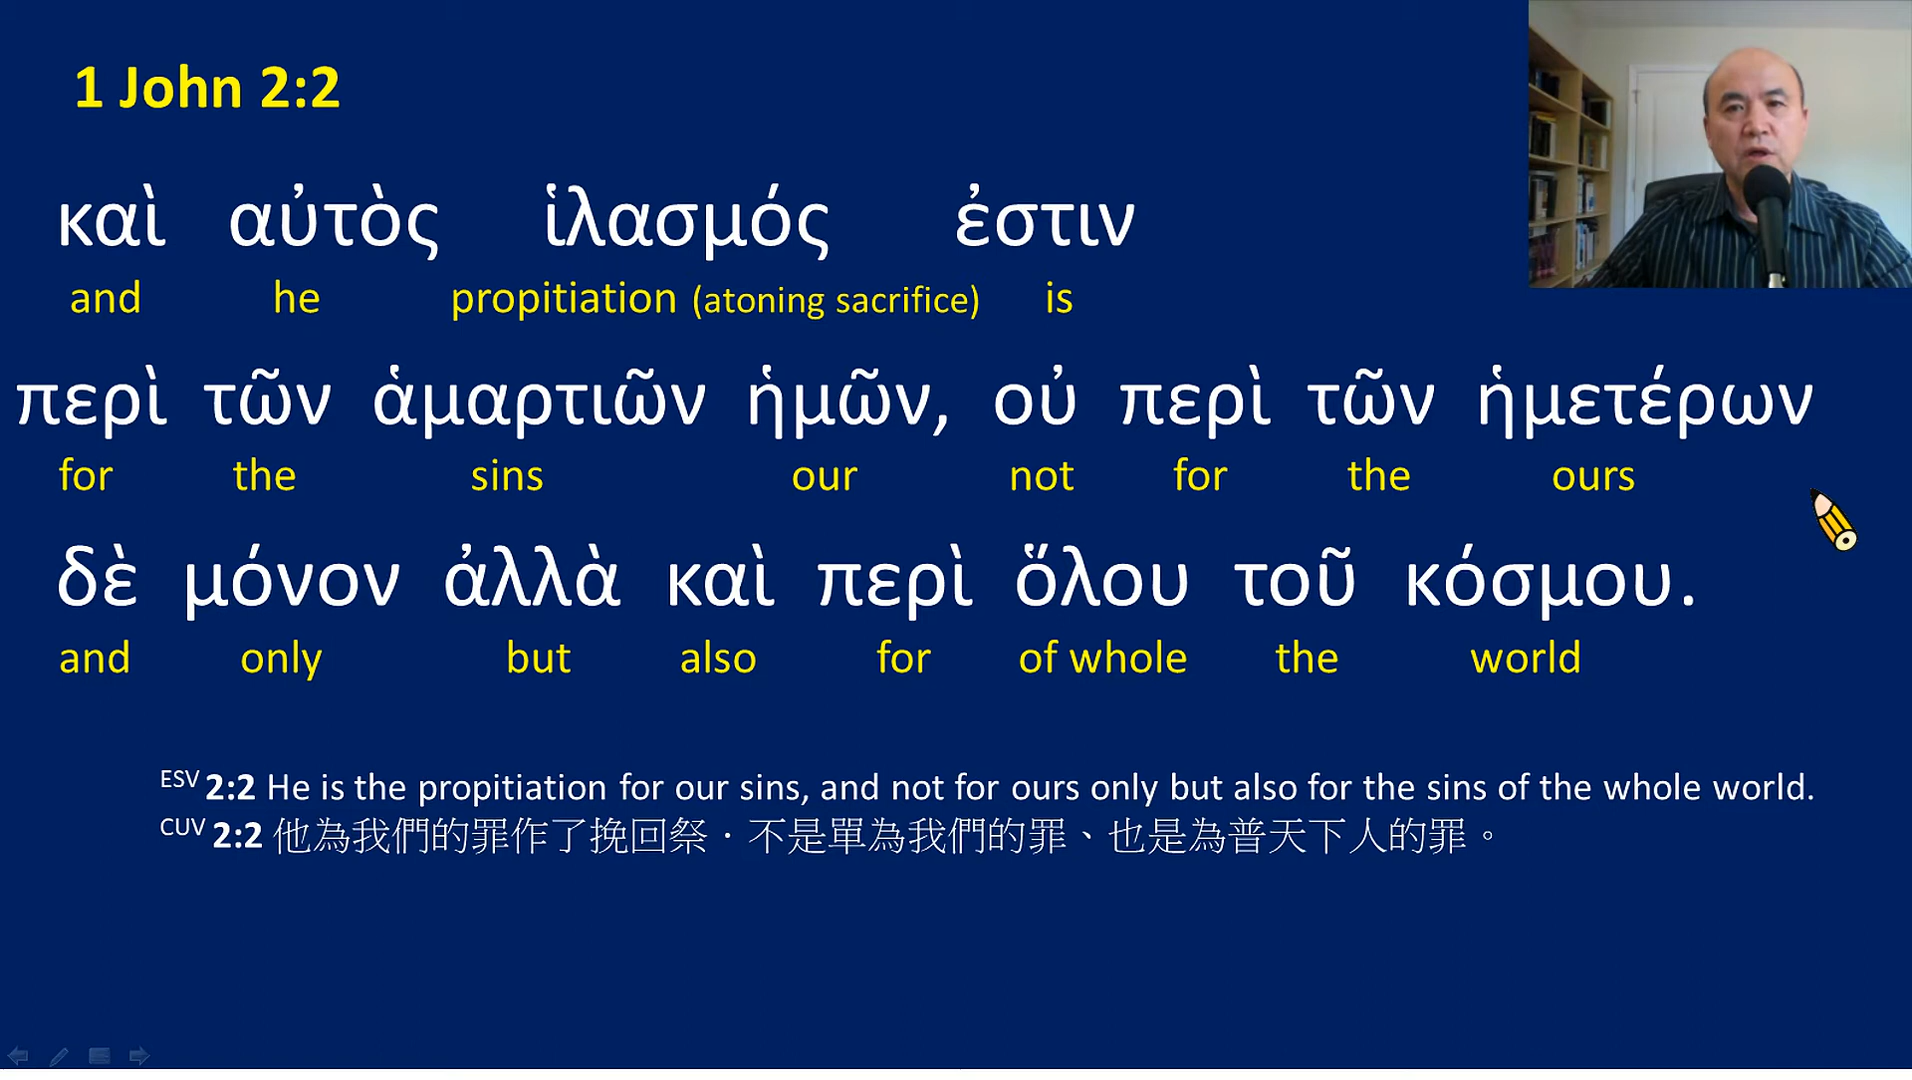 1 John 2:2
καὶ αὐτὸς ἱλασμός ἐστιν
and he propitiation (atoning sacrifice) is
περὶ τῶν ἁμαρτιῶν ἡμῶν, οὐ περὶ τῶν ἡμετέρων
for the sins our not for the ours
δὲ μόνον ἀλλὰ καὶ περὶ ὅλου τοῦ κόσμου.
and only but also for of whole the world
ESV 2:2 He is the propitiation for our sins, and not for ours only but also for the sins of the whole world.
CUV 2:2 他為我們的罪作了挽回祭．不是單為我們的罪、也是為普天下人的罪。